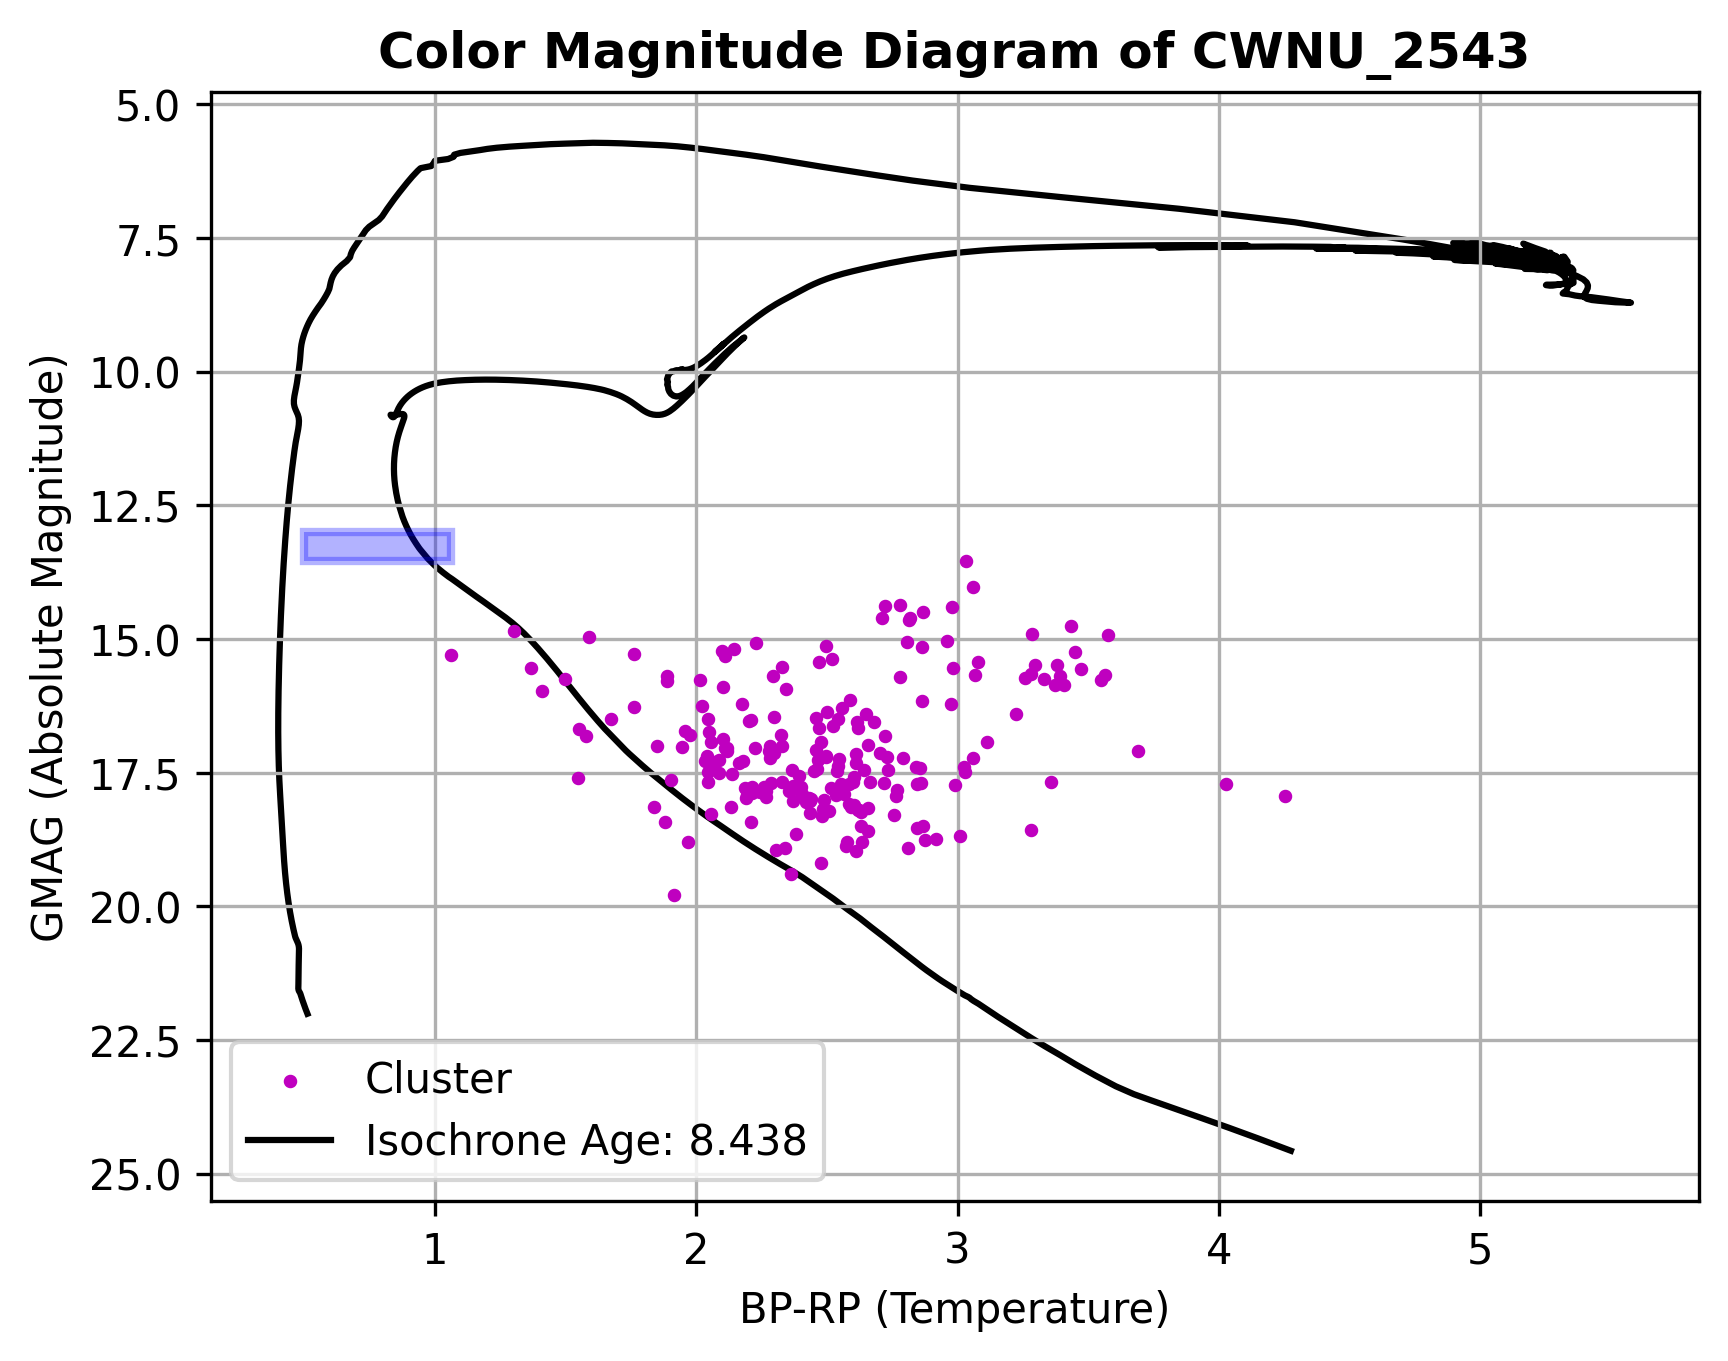 Color Magnitude Diagram of CWNU_2543
GMAG (Absolute Magnitude)
5.0
7.5
10.0
12.5
15.0
17.5
20.0
22.5
25.0
Cluster
Isochrone Age: 8.438
1 2 3 4 5
BP-RP (Temperature)